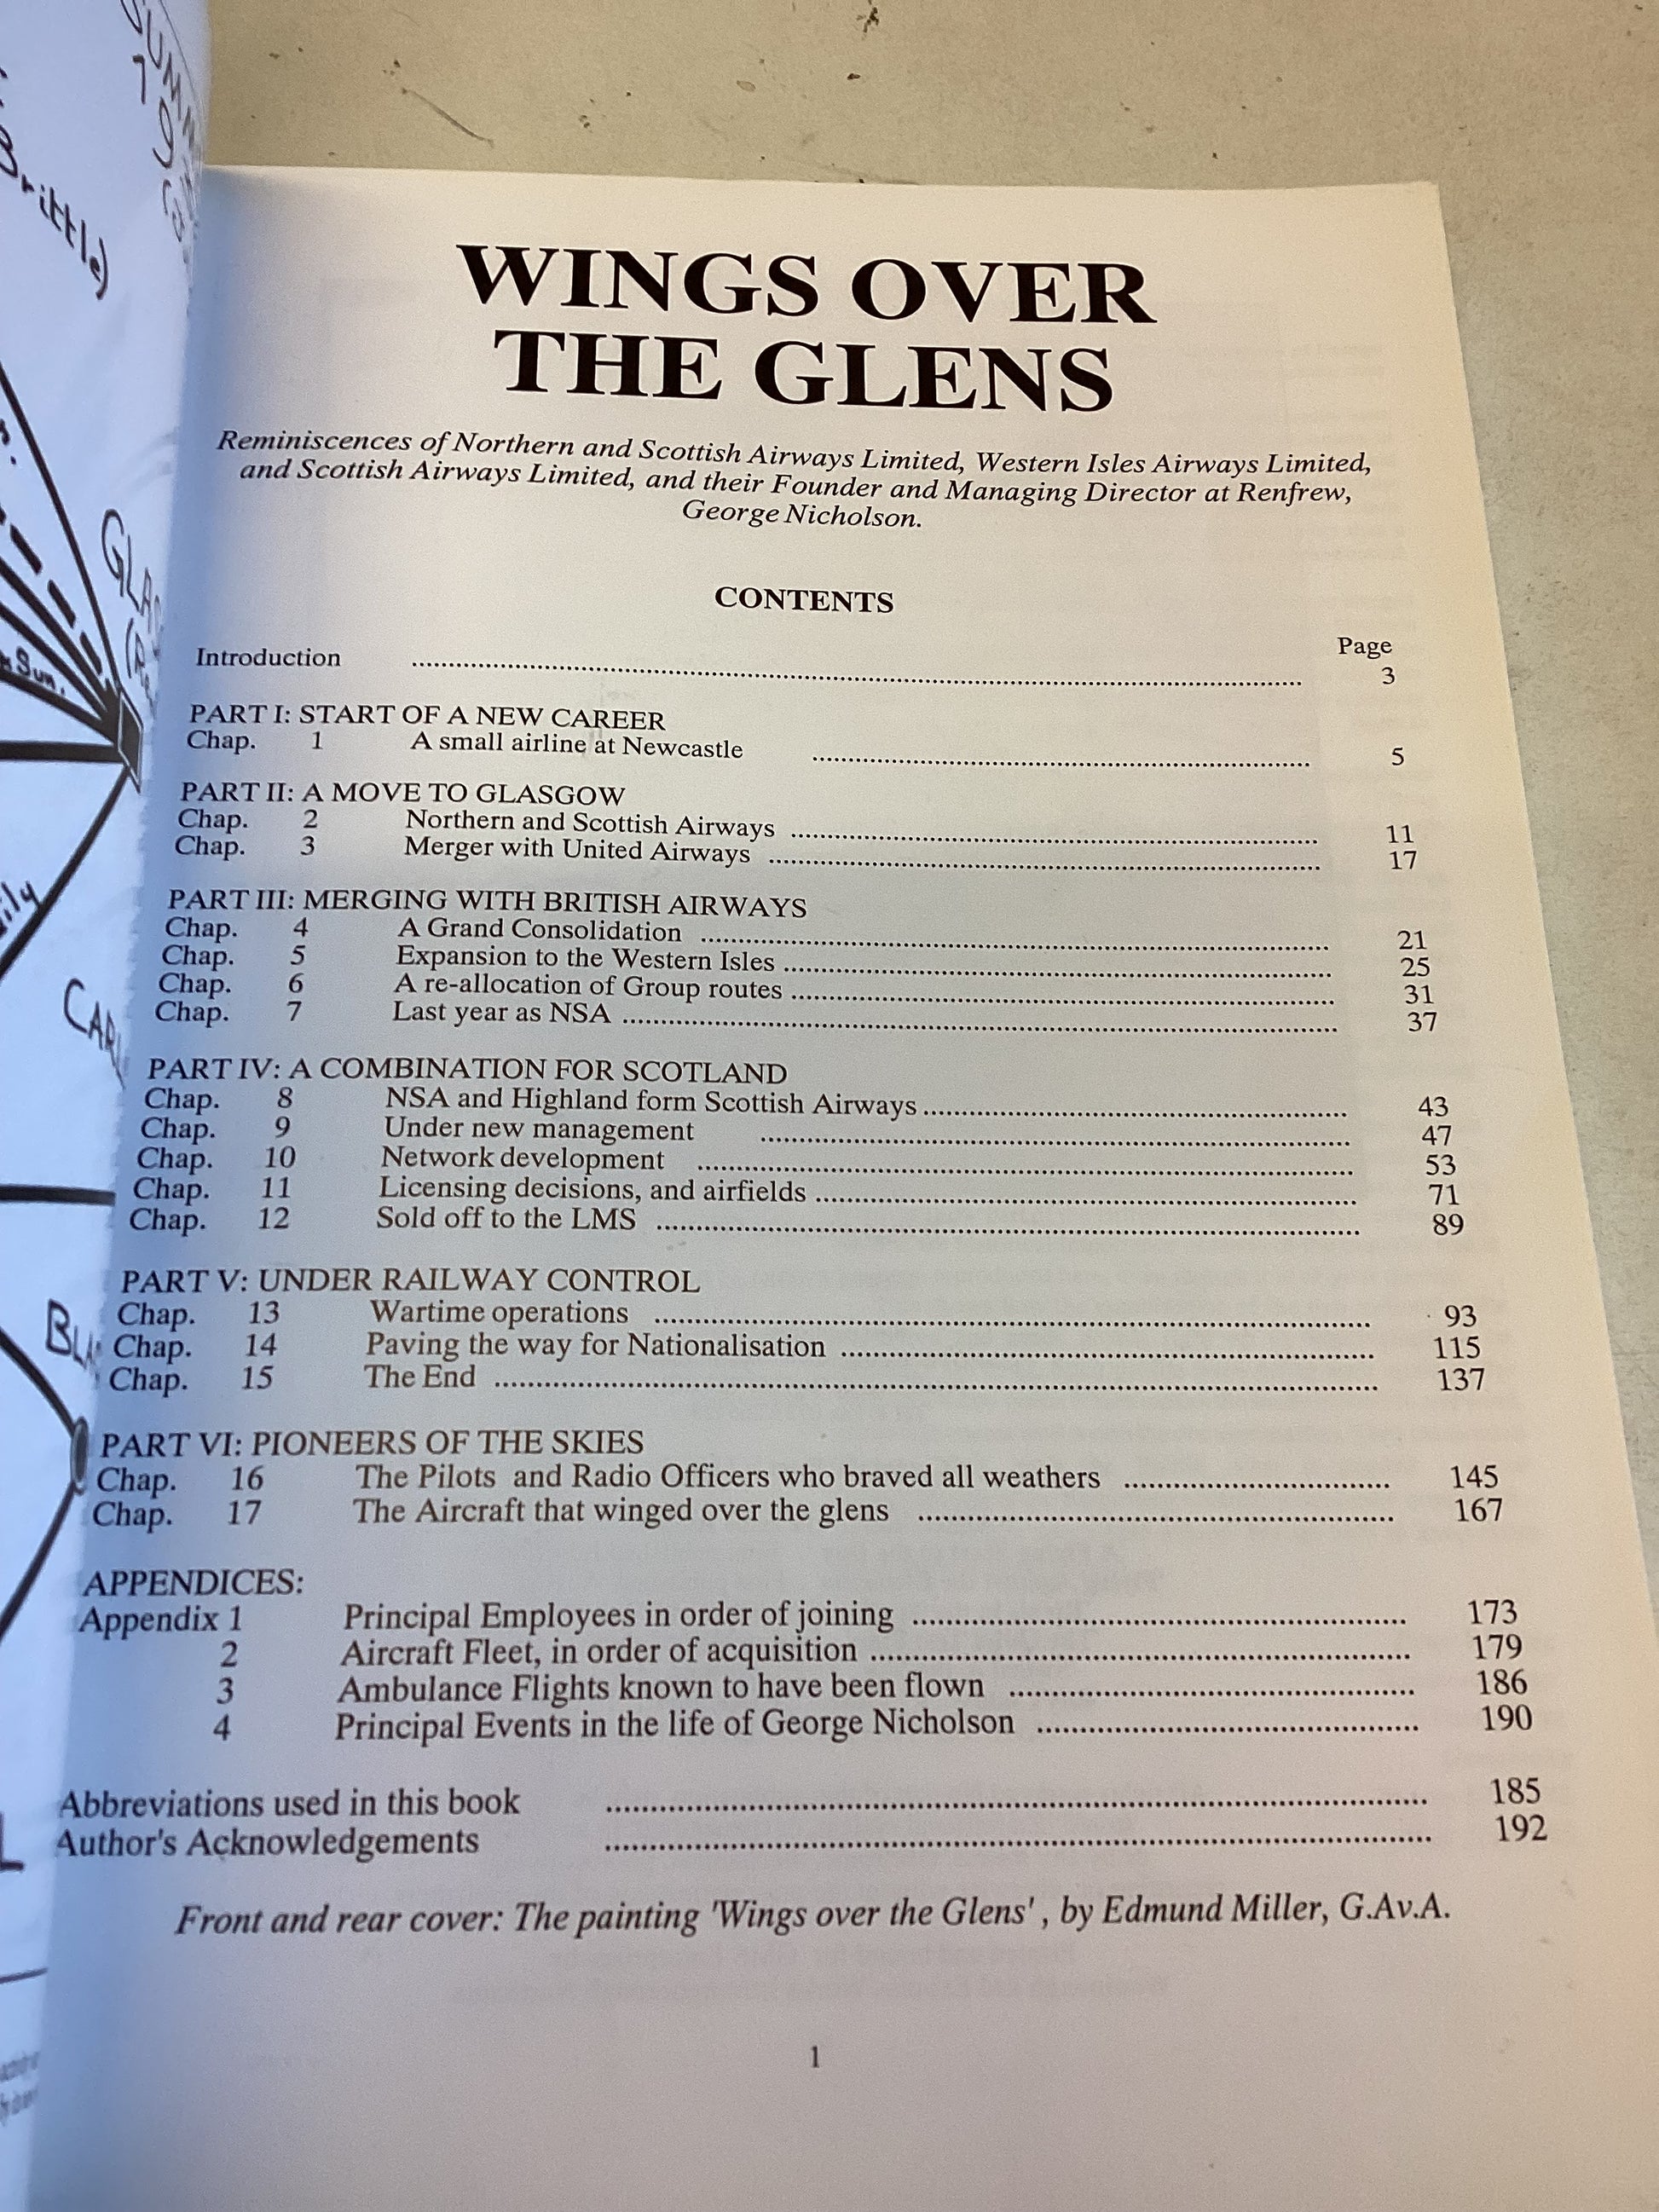 WINGS OVER
THE GLENS
Reminiscences of Northern and Scottish Airways Limited, Western Isles Airways Limited,
and Scottish Airways Limited, and their Founder and Managing Director at Renfrew,
George Nicholson.
CONTENTS
Page
Introduction ........ 3
PART I: START OF A NEW CAREER
Chap. 1 A small airline at Newcastle ........ 5
PART II: A MOVE TO GLASGOW
Chap. 2 Northern and Scottish Airways ........ 11
Chap. 3 Merger with United Airways ........ 17
PART III: MERGING WITH BRITISH AIRWAYS
Chap. 4 A Grand Consolidation ........ 21
Chap. 5 Expansion to the Western Isles ........ 25
Chap. 6 A re-allocation of Group routes ........ 31
Chap. 7 Last year as NSA ........ 37
PART IV: A COMBINATION FOR SCOTLAND
Chap. 8 NSA and Highland form Scottish Airways ........ 43
Chap. 9 Under new management ........ 47
Chap. 10 Network development ........ 53
Chap. 11 Licensing decisions, and airfields ........ 71
Chap. 12 Sold off to the LMS ........ 89
PART V: UNDER RAILWAY CONTROL
Chap. 13 Wartime operations ........ 93
Chap. 14 Paving the way for Nationalisation ........ 115
Chap. 15 The End ........ 137
PART VI: PIONEERS OF THE SKIES
Chap. 16 The Pilots and Radio Officers who braved all weathers ........ 145
Chap. 17 The Aircraft that winged over the glens ........ 167
APPENDICES:
Appendix 1 Principal Employees in order of joining ........ 173
2 Aircraft Fleet, in order of acquisition ........ 179
3 Ambulance Flights known to have been flown ........ 186
4 Principal Events in the life of George Nicholson ........ 190
Abbreviations used in this book ........ 185
Author's Acknowledgements ........ 192
Front and rear cover: The painting 'Wings over the Glens', by Edmund Miller, G.Av.A.
1